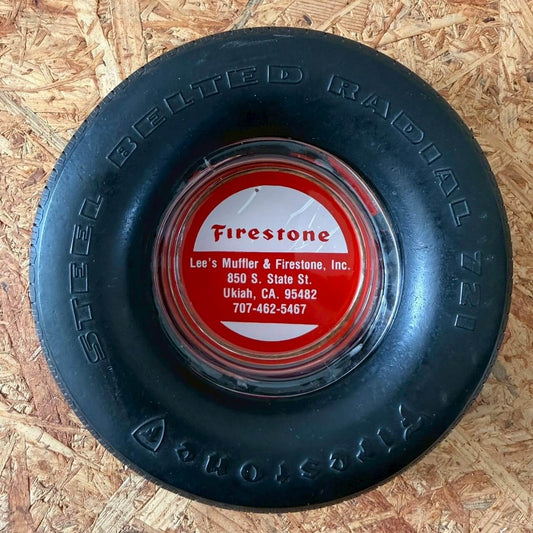 STEEL BELTED RADIAL 721
Firestone
Lee's Muffler & Firestone, Inc.
850 S. State St.
Ukiah, CA. 95482
707-462-5467
Firestone